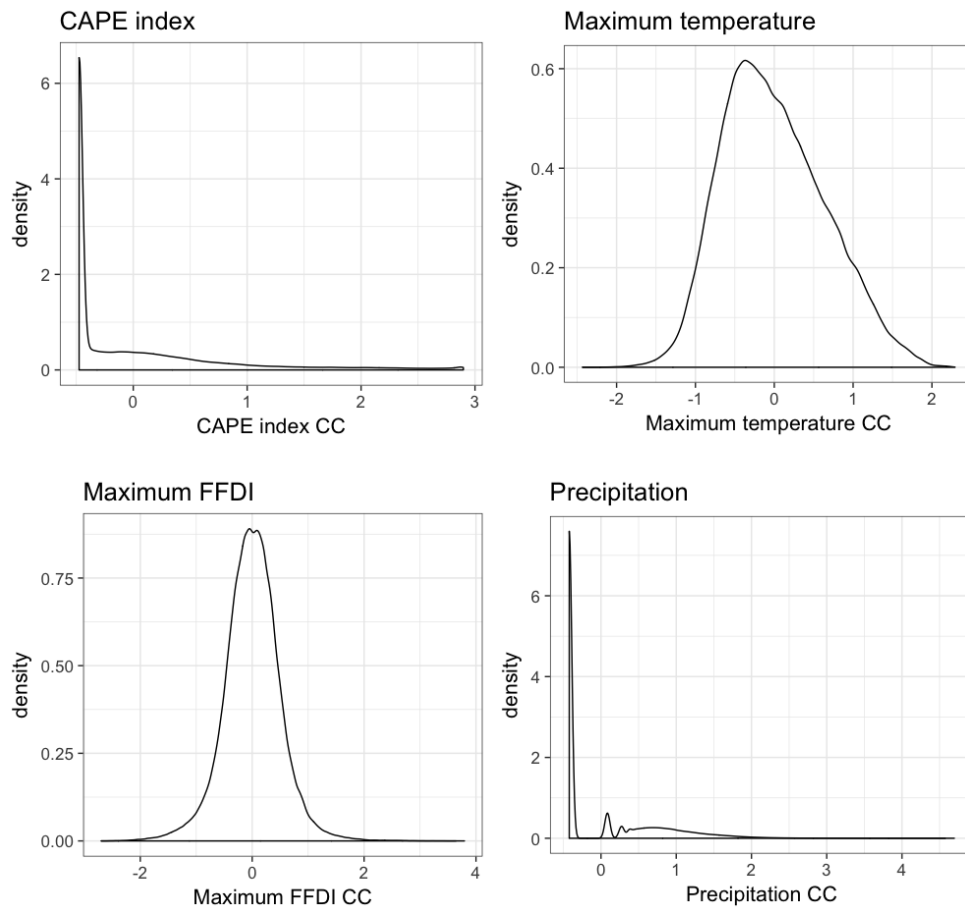 CAPE index
6
4
2
0
density
0
1
2
3
CAPE index CC
Maximum temperature
0.6
0.4
0.2
0.0
density
-2
-1
0
1
2
Maximum temperature CC
Maximum FFDI
0.75
0.50
0.25
0.00
density
-2
0
2
4
Maximum FFDI CC
Precipitation
6
4
2
0
density
0
1
2
3
4
Precipitation CC